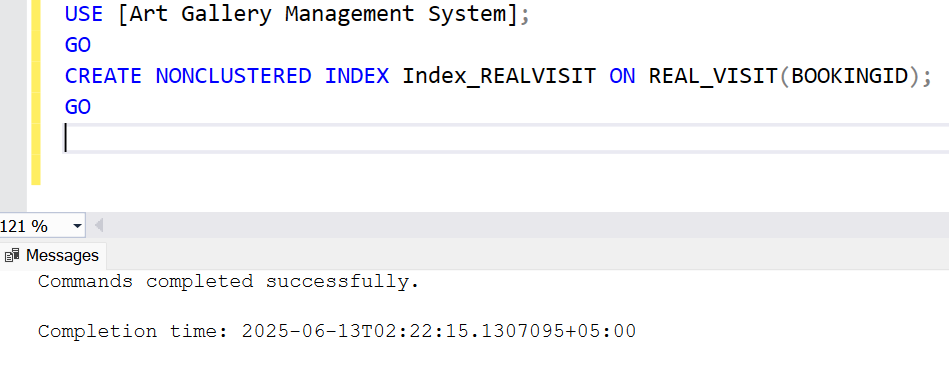 USE [Art Gallery Management System];
GO
CREATE NONCLUSTERED INDEX Index_REALVISIT ON REAL_VISIT(BOOKINGID);
GO
121 %
Messages
Commands completed successfully.
Completion time: 2025-06-13T02:22:15.1307095+05:00